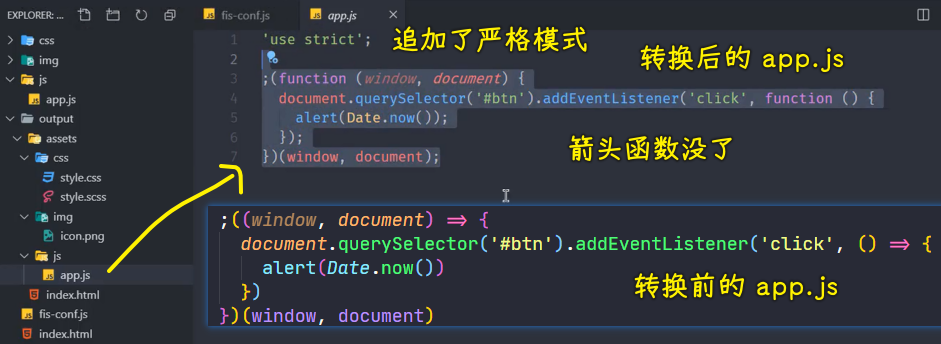 EXPLORER: ...
css
img
js
app.js
output
assets
css
style.css
style.scss
img
icon.png
js
app.js
index.html
fis-conf.js
index.html
fis-conf.js
app.js
1 'use strict';
2
3 ;(function (window, document) {
4 document.querySelector('#btn').addEventListener('click', function () {
5 alert(Date.now());
6 });
7 })(window, document);
追加了严格模式
转换后的 app.js
箭头函数没了
;((window, document) => {
document.querySelector('#btn').addEventListener('click', () => {
alert(Date.now())
})
})(window, document)
转换前的 app.js